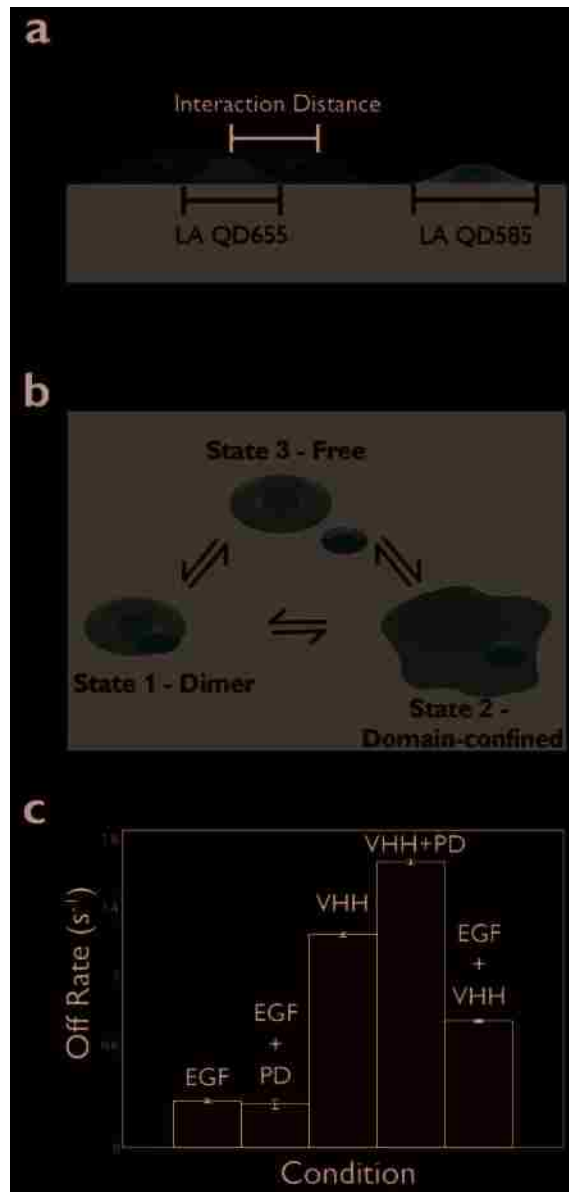 a
Interaction Distance
LA QD655
LA QD585
b
State 3 - Free
State 1 - Dimer
State 2 -
Domain-confined
c
Off Rate (s⁻¹)
0
EGF
EGF
+
PD
VHH
VHH+PD
EGF
+
VHH
Condition